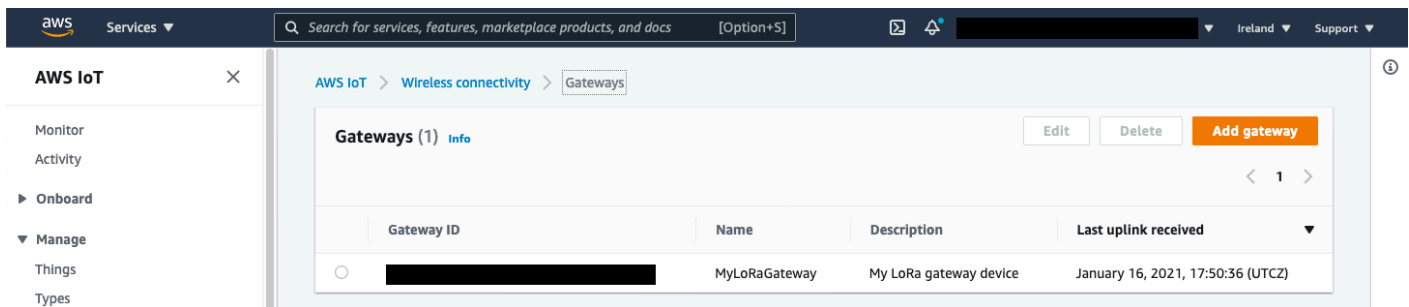 aws Services ▼ Search for services, features, marketplace products, and docs [Option+S] Ireland ▼ Support ▼
AWS IoT
Monitor
Activity
Onboard
Manage
Things
Types
AWS IoT > Wireless connectivity > Gateways
Gateways (1) Info Edit Delete Add gateway
< 1 >
Gateway ID Name Description Last uplink received ▼
MyLoRaGateway My LoRa gateway device January 16, 2021, 17:50:36 (UTCZ)